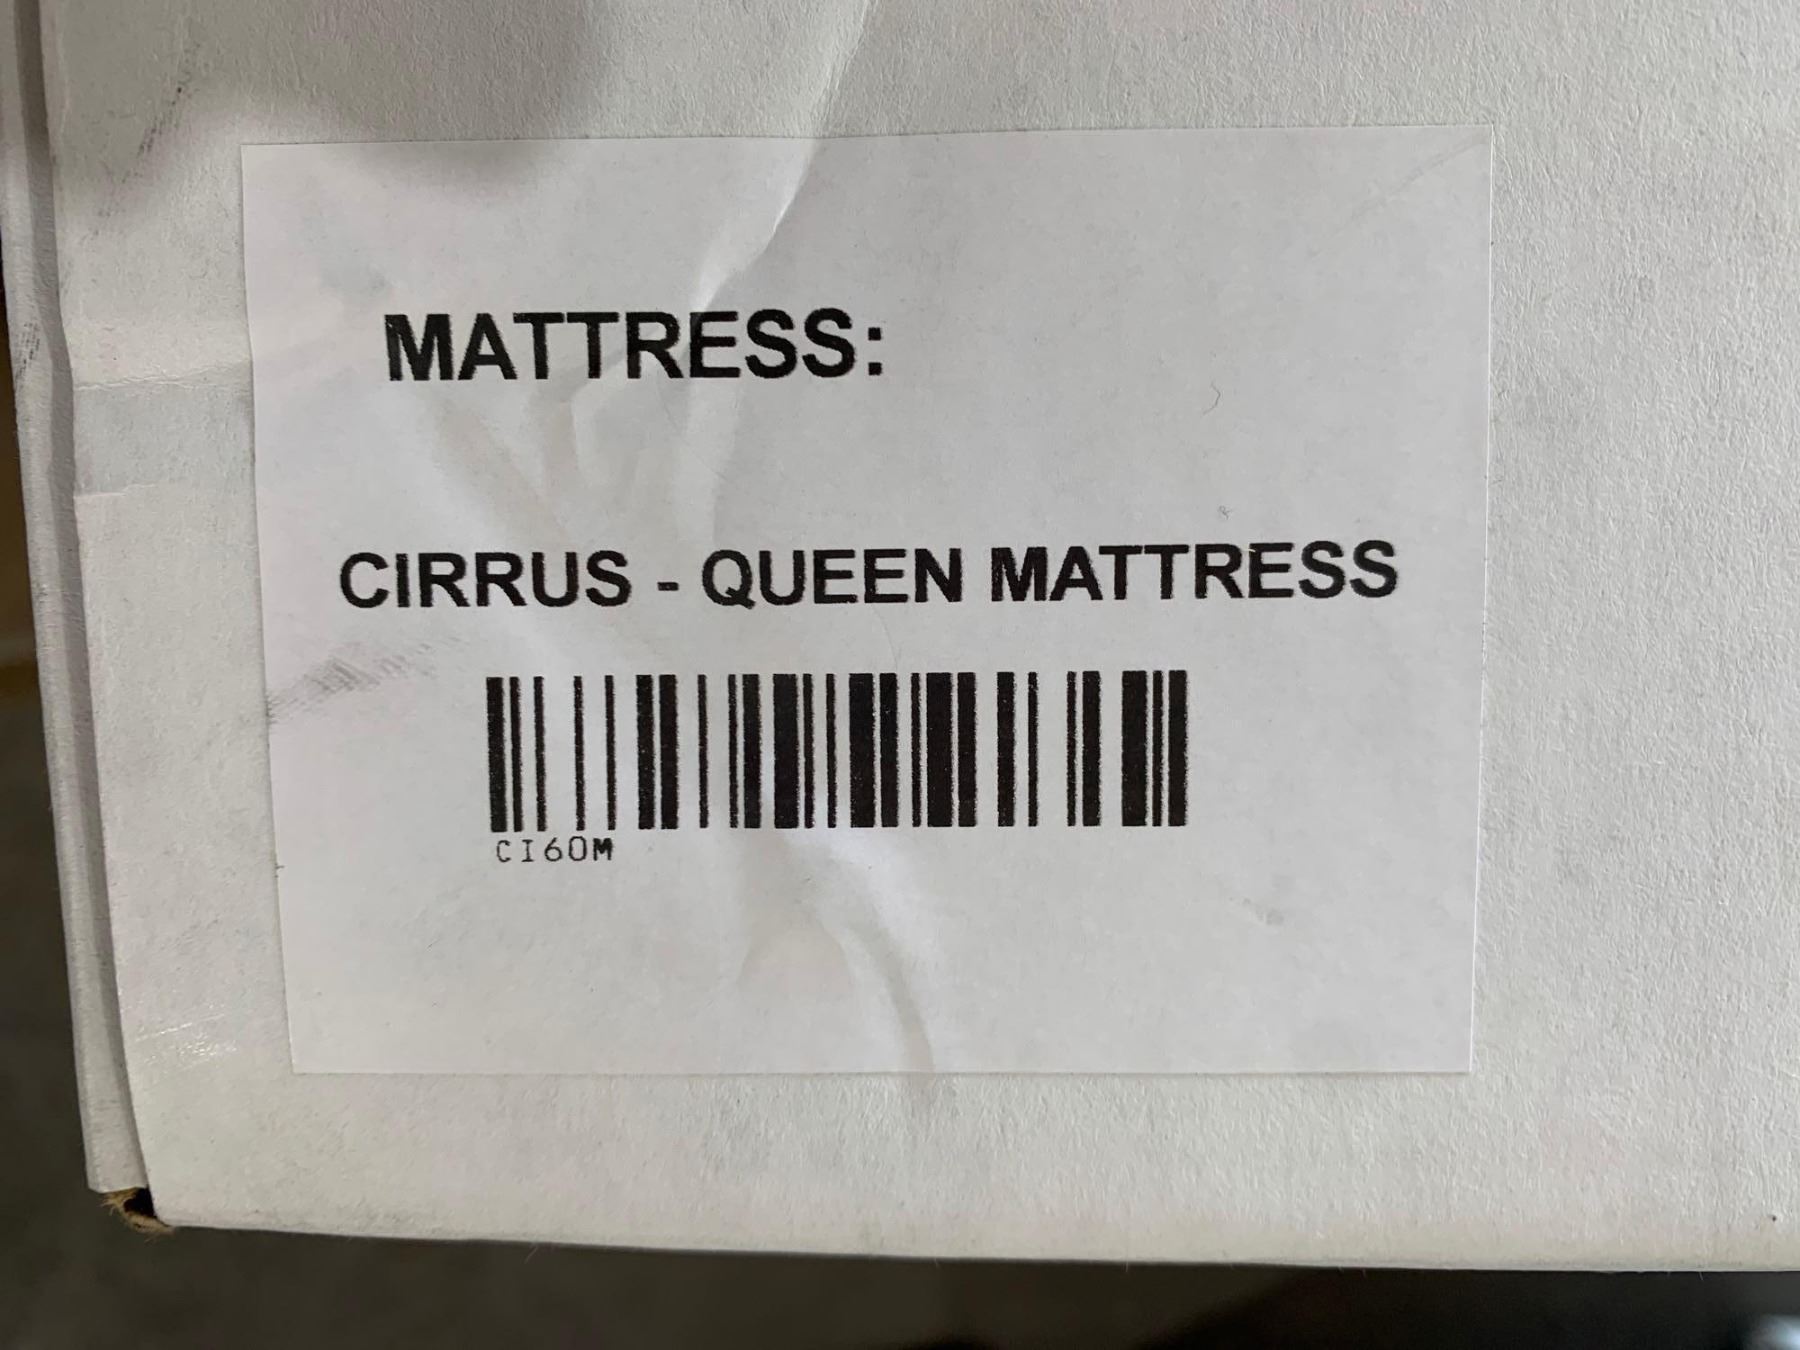 MATTRESS:
CIRRUS - QUEEN MATTRESS
CI60M